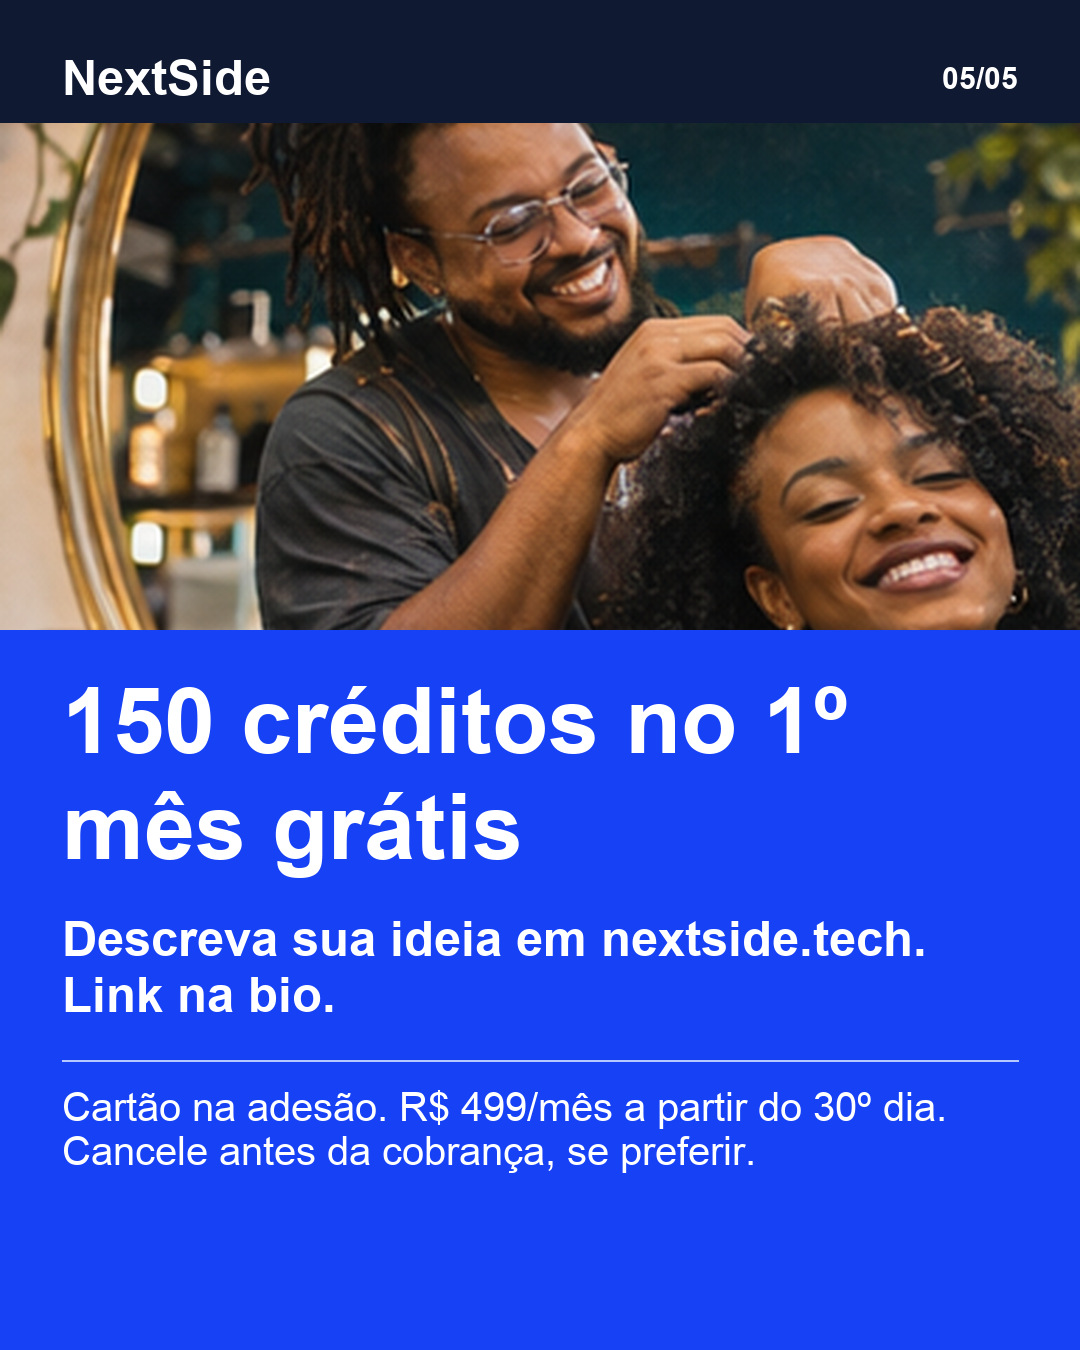 NextSide
05/05
150 créditos no 1º
mês grátis
Descreva sua ideia em nextside.tech.
Link na bio.
Cartão na adesão. R$ 499/mês a partir do 30º dia.
Cancele antes da cobrança, se preferir.